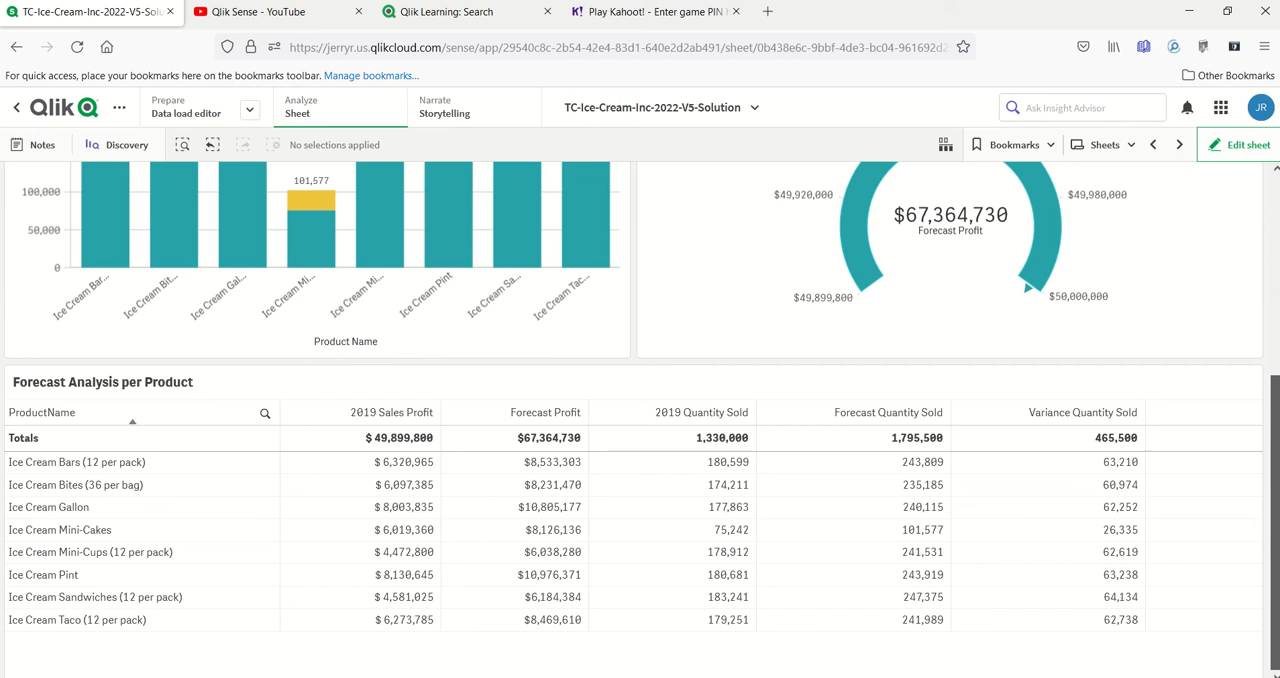 TC-Ice-Cream-Inc-2022-V5-Solu
Qlik Sense - YouTube
Qlik Learning: Search
K! Play Kahoot! - Enter game PIN
https://jerryr.us.qlikcloud.com/sense/app/29540c8c-2b54-42e4-83d1-640e2d2ab491/sheet/0b438e6c-9bbf-4de3-bc04-961692d2
For quick access, place your bookmarks here on the bookmarks toolbar. Manage bookmarks...
Other Bookmarks
Qlik
Prepare
Data load editor
Analyze
Sheet
Narrate
Storytelling
TC-Ice-Cream-Inc-2022-V5-Solution
Ask Insight Advisor
JR
Notes
Discovery
No selections applied
Bookmarks
Sheets
Edit sheet
100,000
50,000
0
101,577
Ice Cream Bar...
Ice Cream Bit...
Ice Cream Gal...
Ice Cream Mi...
Ice Cream Mi...
Ice Cream Pint
Ice Cream Sa...
Ice Cream Tac...
Product Name
$49,920,000
$49,980,000
$67,364,730
Forecast Profit
$49,899,800
$50,000,000
Forecast Analysis per Product
ProductName 2019 Sales Profit Forecast Profit 2019 Quantity Sold Forecast Quantity Sold Variance Quantity Sold
Totals $ 49,899,800 $67,364,730 1,330,000 1,795,500 465,500
Ice Cream Bars (12 per pack) $ 6,320,965 $8,533,303 180,599 243,809 63,210
Ice Cream Bites (36 per bag) $ 6,097,385 $8,231,470 174,211 235,185 60,974
Ice Cream Gallon $ 8,003,835 $10,805,177 177,863 240,115 62,252
Ice Cream Mini-Cakes $ 6,019,360 $8,126,136 75,242 101,577 26,335
Ice Cream Mini-Cups (12 per pack) $ 4,472,800 $6,038,280 178,912 241,531 62,619
Ice Cream Pint $ 8,130,645 $10,976,371 180,681 243,919 63,238
Ice Cream Sandwiches (12 per pack) $ 4,581,025 $6,184,384 183,241 247,375 64,134
Ice Cream Taco (12 per pack) $ 6,273,785 $8,469,610 179,251 241,989 62,738